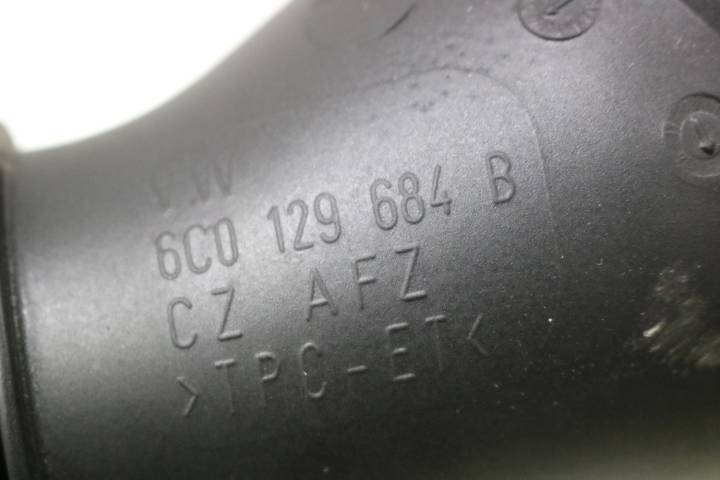 VW
6C0 129 684 B
CZ AFZ
>TPC-ET<